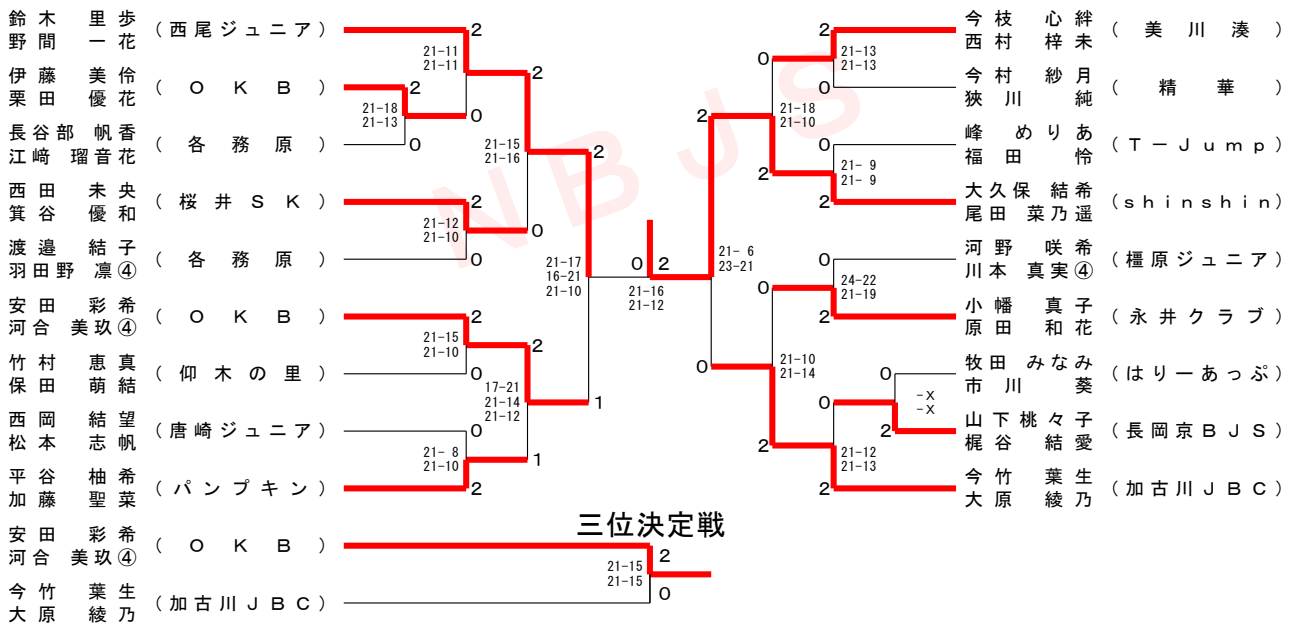 鈴木 里歩
野間 一花
(西尾ジュニア)
2
21-11
21-11
2
伊藤 美伶
栗田 優花
(OKB)
2
21-18
21-13
0
長谷部 帆香
江﨑 瑠音花
(各務原)
0
21-15
21-16
2
西田 未央
箕谷 優和
(桜井SK)
2
21-12
21-10
0
渡邉 結子
羽田野 凛④
(各務原)
0
21-17
16-21
21-10
0
安田 彩希
河合 美玖④
(OKB)
2
21-15
21-10
2
竹村 恵真
保田 萌結
(仰木の里)
0
17-21
21-14
21-12
1
西岡 結望
松本 志帆
(唐崎ジュニア)
0
21- 8
21-10
1
平谷 柚希
加藤 聖菜
(パンプキン)
2
NBJS
2
21-16
21-12
今枝 心絆
西村 梓未
(美川湊)
2
21-13
21-13
0
今村 紗月
狹川 純
(精華)
0
21-18
21-10
2
峰 めりあ
福田 怜
(T-Jump)
0
21- 9
21- 9
2
大久保 結希
尾田 菜乃遥
(shinshin)
2
21- 6
23-21
河野 咲希
川本 真実④
(橿原ジュニア)
0
24-22
21-19
0
小幡 真子
原田 和花
(永井クラブ)
2
21-10
21-14
0
牧田 みなみ
市川 葵
(はりーあっぷ)
0
-X
-X
0
山下 桃々子
梶谷 結愛
(長岡京BJS)
2
21-12
21-13
2
今竹 葉生
大原 綾乃
(加古川JBC)
2
三位決定戦
安田 彩希
河合 美玖④
(OKB)
2
21-15
21-15
今竹 葉生
大原 綾乃
(加古川JBC)
0